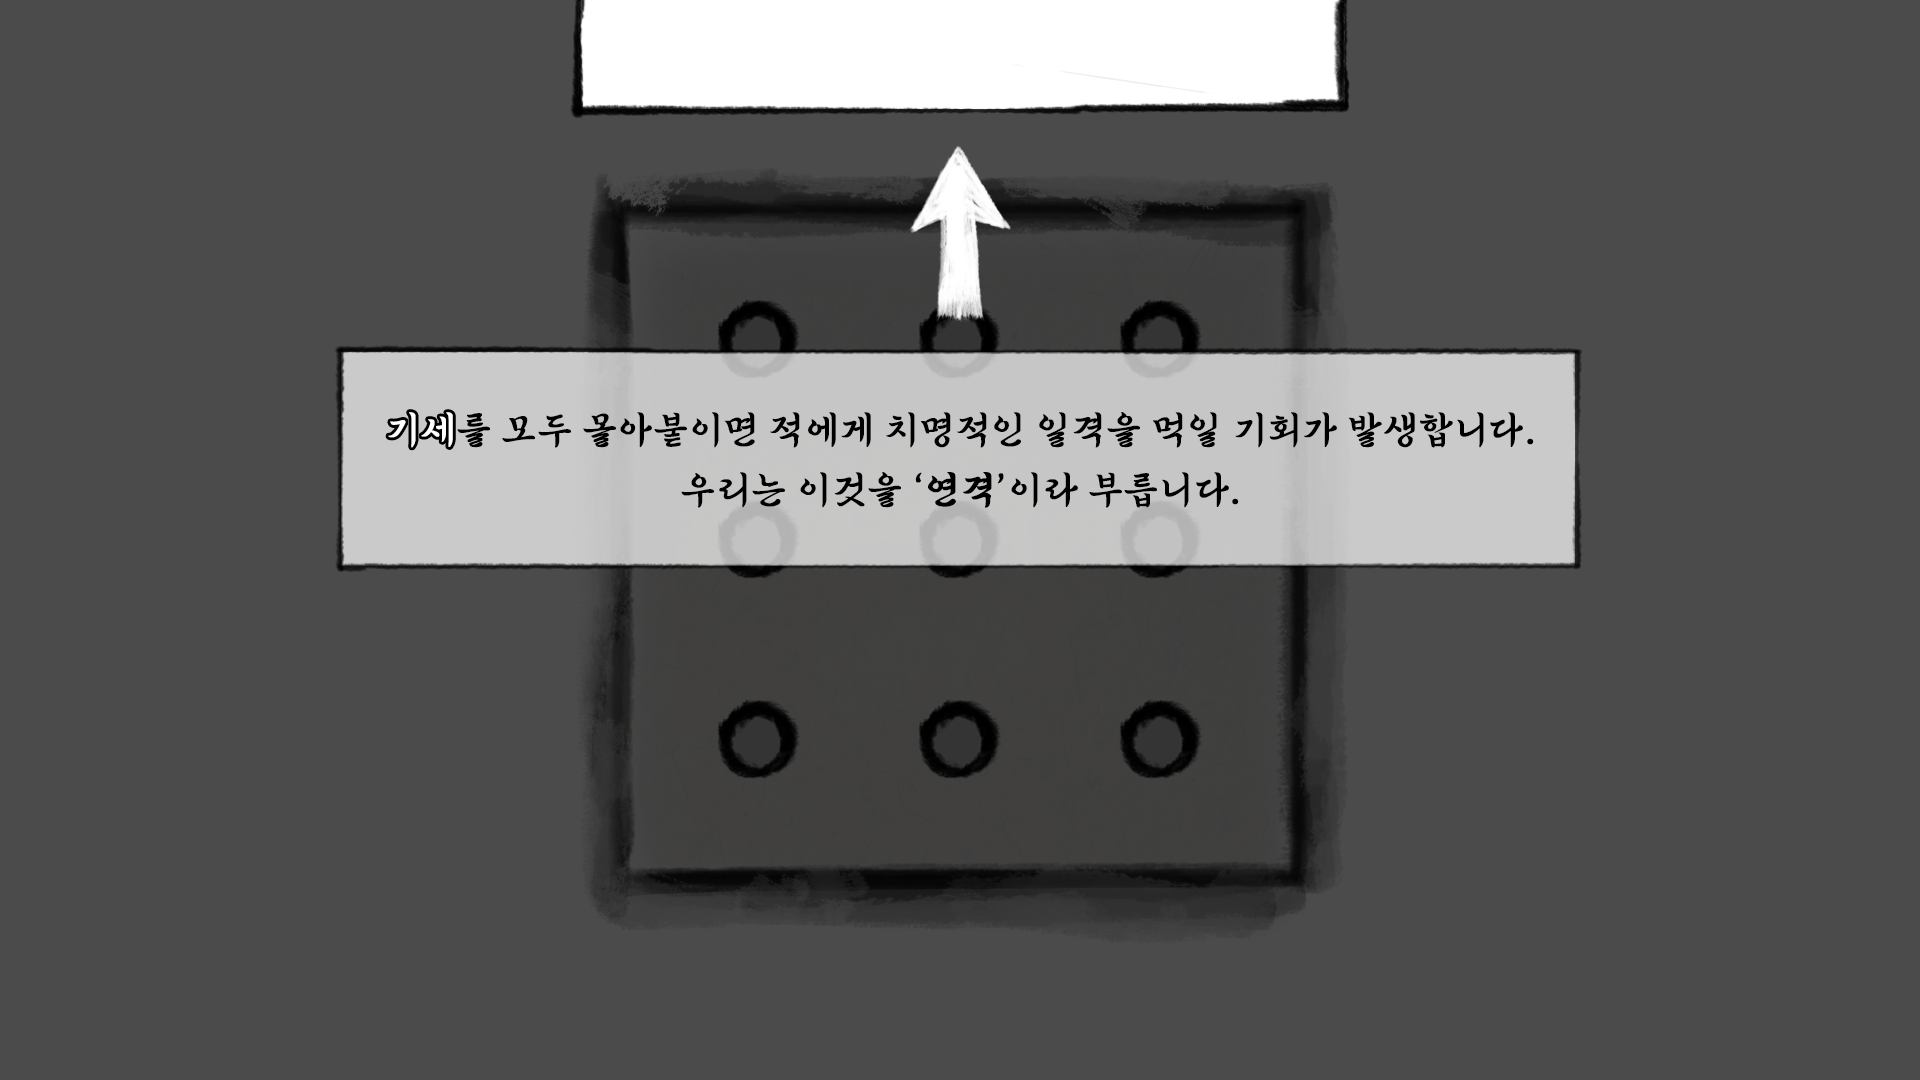 기세를 모두 몰아붙이면 적에게 치명적인 일격을 먹일 기회가 발생합니다.
우리는 이것을 ‘연격’이라 부릅니다.